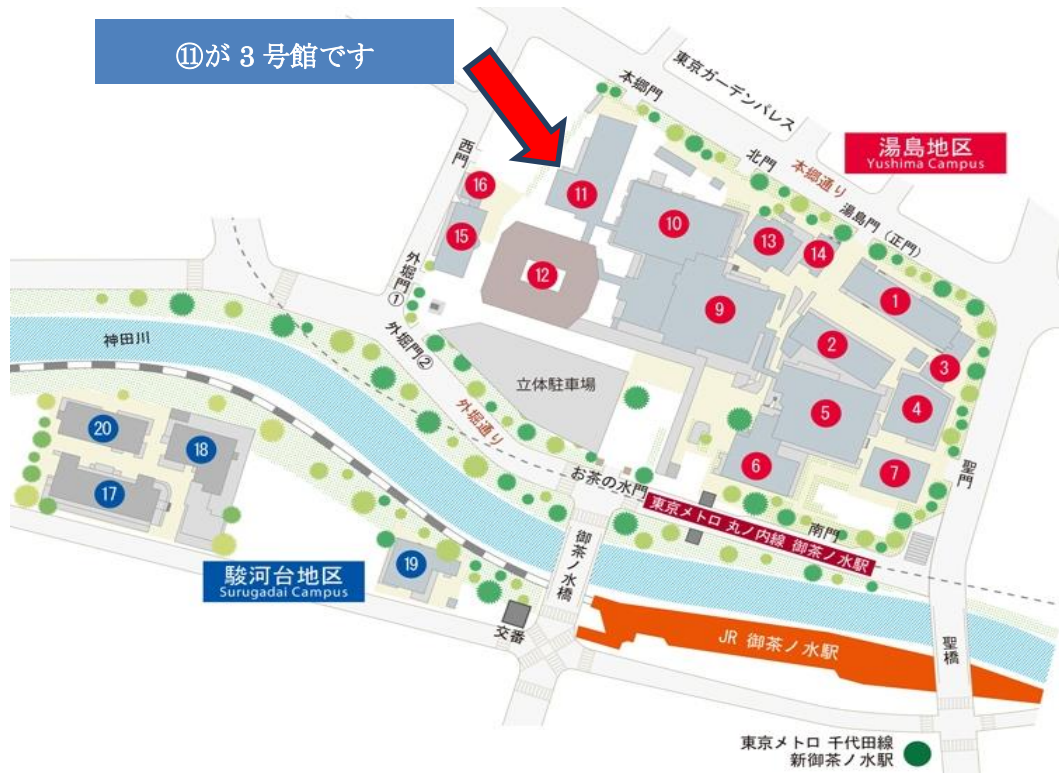 ⑪が 3 号館です
本郷門
東京ガーデンパレス
湯島地区
Yushima Campus
北門
本郷通り
湯島門(正門)
西門
16
11
10
13
14
15
12
9
1
外堀門①
2
3
神田川
外堀門②
立体駐車場
5
4
外堀通り
6
7
聖門
20
18
17
お茶の水門
東京メトロ 丸ノ内線 御茶ノ水駅
南門
19
御茶ノ水橋
駿河台地区
Surugadai Campus
交番
JR 御茶ノ水駅
聖橋
東京メトロ 千代田線
新御茶ノ水駅